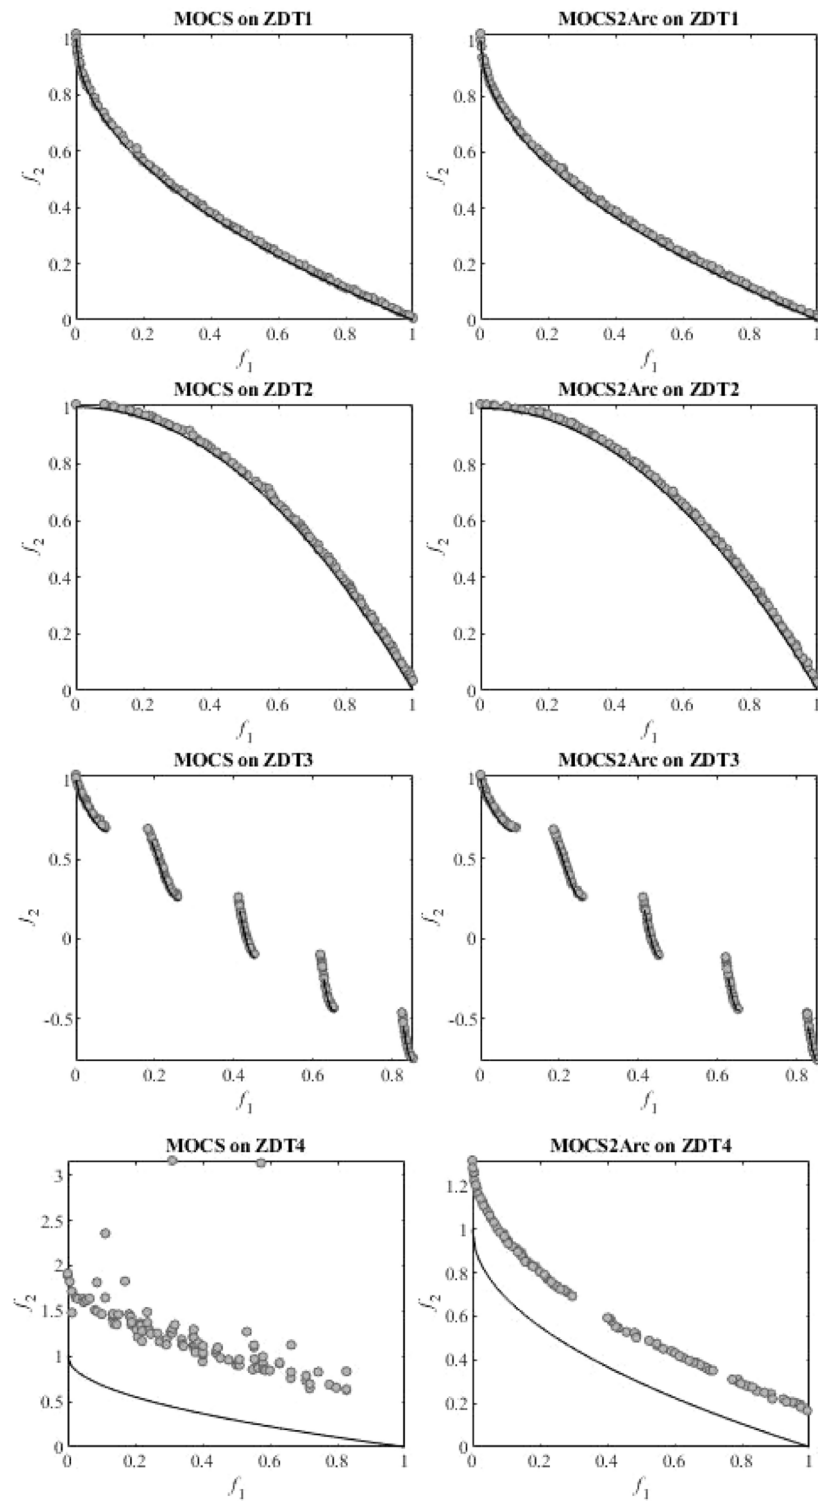 MOCS on ZDT1
MOCS2Arc on ZDT1
1
0.8
0.6
0.4
0.2
0
f2
0 0.2 0.4 0.6 0.8 1
f1
1
0.8
0.6
0.4
0.2
0
f2
0 0.2 0.4 0.6 0.8 1
f1
MOCS on ZDT2
MOCS2Arc on ZDT2
1
0.8
0.6
0.4
0.2
0
f2
0 0.2 0.4 0.6 0.8 1
f1
1
0.8
0.6
0.4
0.2
0
f2
0 0.2 0.4 0.6 0.8 1
f1
MOCS on ZDT3
MOCS2Arc on ZDT3
1
0.5
0
-0.5
f2
0 0.2 0.4 0.6 0.8
f1
1
0.5
0
-0.5
f2
0 0.2 0.4 0.6 0.8
f1
MOCS on ZDT4
MOCS2Arc on ZDT4
3
2.5
2
1.5
1
0.5
0
f2
0 0.2 0.4 0.6 0.8 1
f1
1.2
1
0.8
0.6
0.4
0.2
0
f2
0 0.2 0.4 0.6 0.8 1
f1